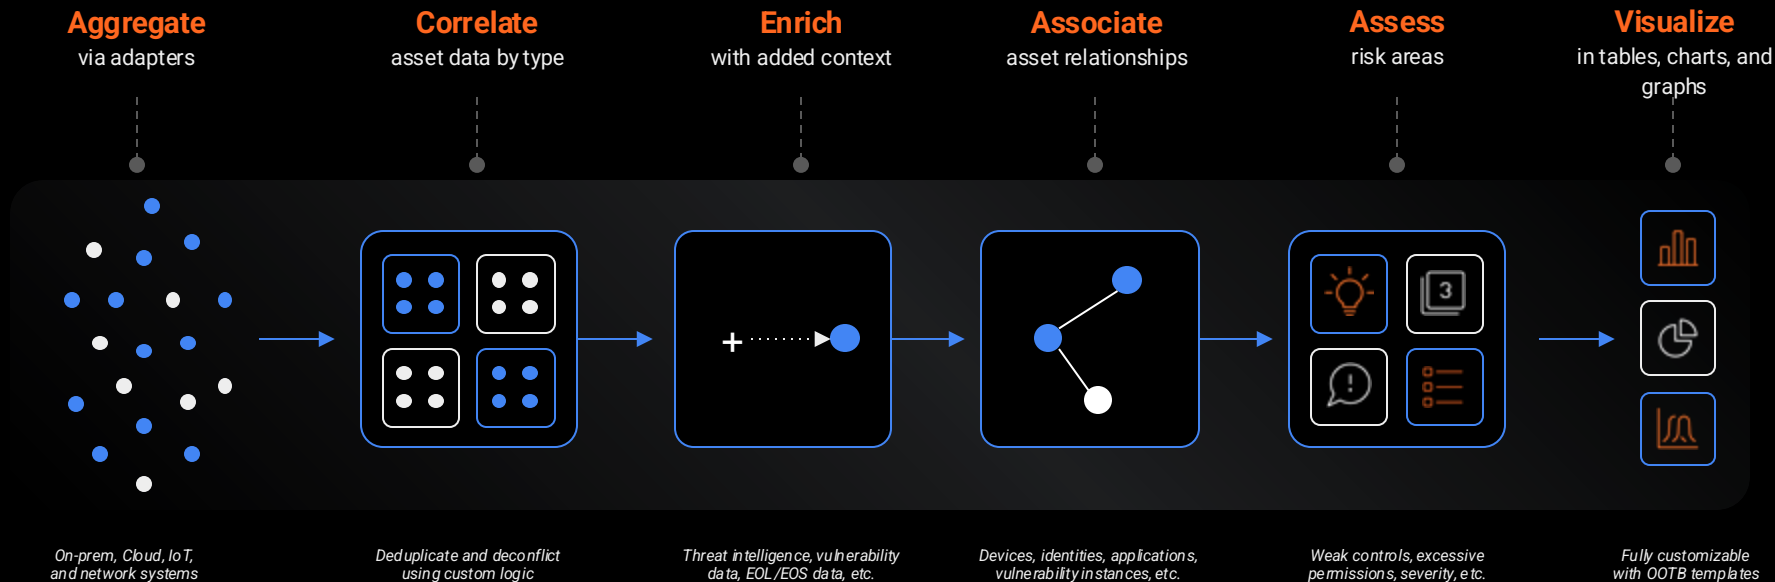 Aggregate
via adapters
Correlate
asset data by type
Enrich
with added context
Associate
asset relationships
Assess
risk areas
Visualize
in tables, charts, and
graphs
+
3
!
On-prem, Cloud, IoT,
and network systems
Deduplicate and deconflict
using custom logic
Threat intelligence, vulnerability
data, EOL/EOS data, etc.
Devices, identities, applications,
vulnerability instances, etc.
Weak controls, excessive
permissions, severity, etc.
Fully customizable
with OOTB templates